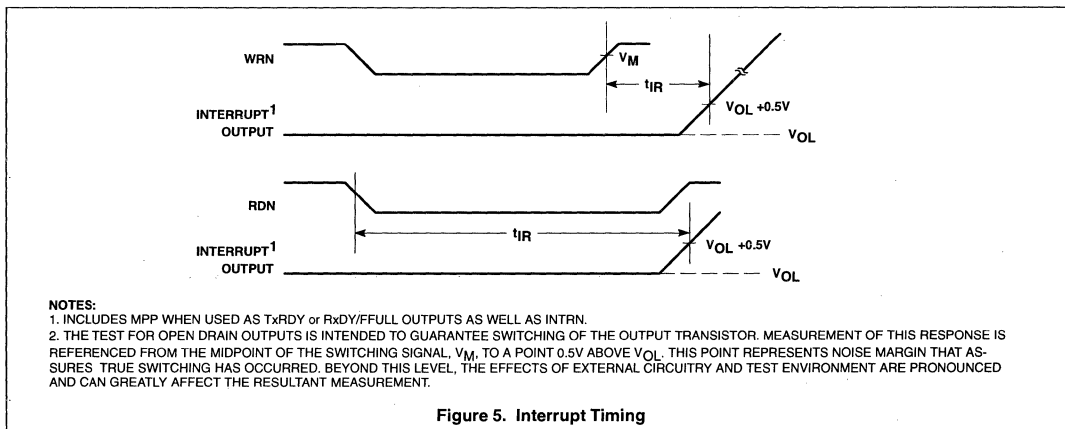 WRN
VM
tIR
INTERRUPT1
OUTPUT
VOL +0.5V
VOL
RDN
tIR
INTERRUPT1
OUTPUT
VOL +0.5V
VOL
NOTES:
1. INCLUDES MPP WHEN USED AS TxRDY or RxDY/FFULL OUTPUTS AS WELL AS INTRN.
2. THE TEST FOR OPEN DRAIN OUTPUTS IS INTENDED TO GUARANTEE SWITCHING OF THE OUTPUT TRANSISTOR. MEASUREMENT OF THIS RESPONSE IS
REFERENCED FROM THE MIDPOINT OF THE SWITCHING SIGNAL, VM, TO A POINT 0.5V ABOVE VOL. THIS POINT REPRESENTS NOISE MARGIN THAT AS-
SURES TRUE SWITCHING HAS OCCURRED. BEYOND THIS LEVEL, THE EFFECTS OF EXTERNAL CIRCUITRY AND TEST ENVIRONMENT ARE PRONOUNCED
AND CAN GREATLY AFFECT THE RESULTANT MEASUREMENT.
Figure 5. Interrupt Timing